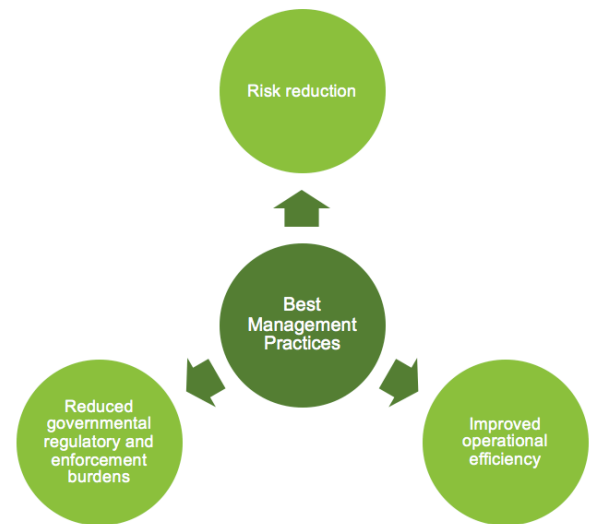 Risk reduction
Best
Management
Practices
Reduced
governmental
regulatory and
enforcement
burdens
Improved
operational
efficiency